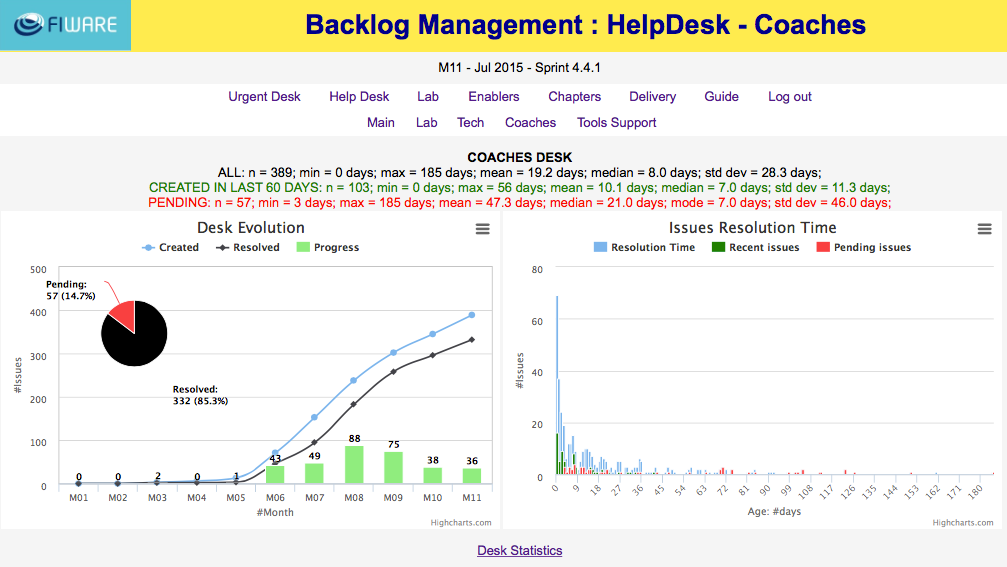 FIWARE
Backlog Management : HelpDesk - Coaches
M11 - Jul 2015 - Sprint 4.4.1
Urgent Desk Help Desk Lab Enablers Chapters Delivery Guide Log out
Main Lab Tech Coaches Tools Support
COACHES DESK
ALL: n = 389; min = 0 days; max = 185 days; mean = 19.2 days; median = 8.0 days; std dev = 28.3 days;
CREATED IN LAST 60 DAYS: n = 103; min = 0 days; max = 56 days; mean = 10.1 days; median = 7.0 days; std dev = 11.3 days;
PENDING: n = 57; min = 3 days; max = 185 days; mean = 47.3 days; median = 21.0 days; mode = 7.0 days; std dev = 46.0 days;
Desk Evolution
Created Resolved Progress
500
400
300
200
100
0
#Issues
Pending:
57 (14.7%)
Resolved:
332 (85.3%)
0 0 2 0 1 43 49 88 75 38 36
M01 M02 M03 M04 M05 M06 M07 M08 M09 M10 M11
#Month
Highcharts.com
Issues Resolution Time
Resolution Time Recent issues Pending issues
80
60
40
20
0
#Issues
0 9 18 27 36 45 54 63 72 81 90 99 108 117 126 135 144 153 162 171 180
Age: #days
Highcharts.com
Desk Statistics